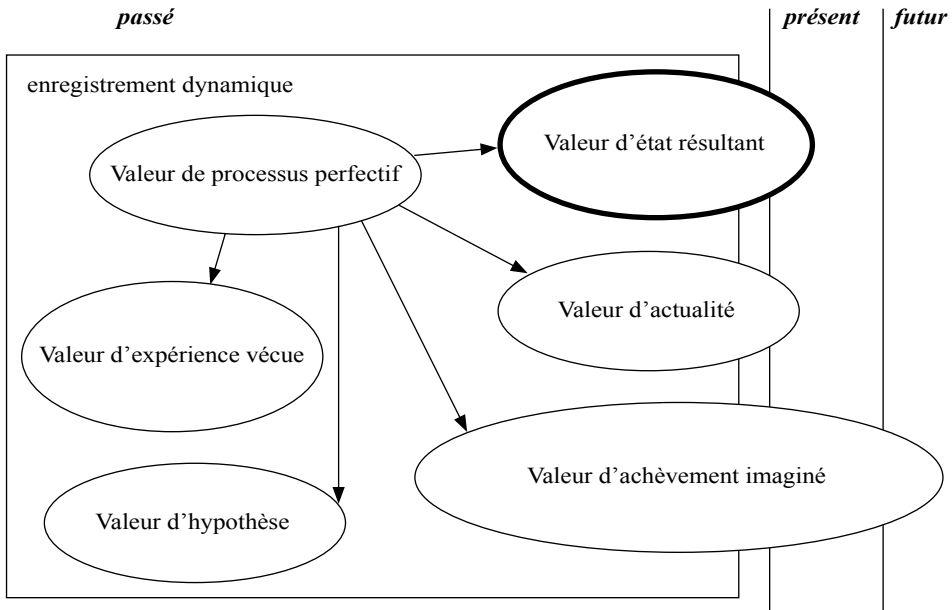 passé
présent
futur
enregistrement dynamique
Valeur d'état résultant
Valeur de processus perfectif
Valeur d'actualité
Valeur d'expérience vécue
Valeur d'achèvement imaginé
Valeur d'hypothèse